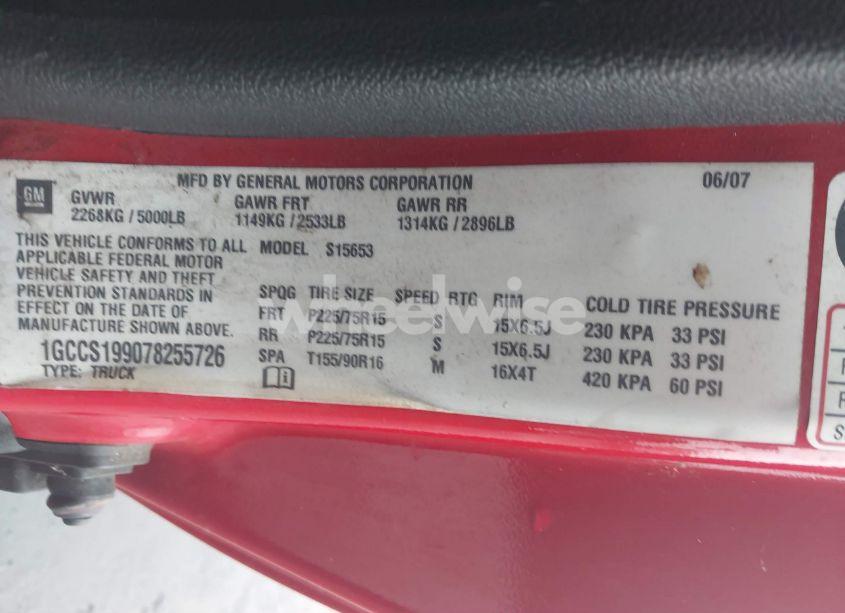 MFD BY GENERAL MOTORS CORPORATION 06/07
GM
GVWR GAWR FRT GAWR RR
2268KG / 5000LB 1149KG / 2533LB 1314KG / 2896LB
THIS VEHICLE CONFORMS TO ALL
APPLICABLE FEDERAL MOTOR
VEHICLE SAFETY AND THEFT
PREVENTION STANDARDS IN
EFFECT ON THE DATE OF
MANUFACTURE SHOWN ABOVE.
1GCCS199078255726
TYPE: TRUCK
MODEL S15653
SPQG TIRE SIZE SPEED RTG RIM COLD TIRE PRESSURE
FRT P225/75R15 S 15X6.5J 230 KPA 33 PSI
RR P225/75R15 S 15X6.5J 230 KPA 33 PSI
SPA T155/90R16 M 16X4T 420 KPA 60 PSI
wheelwise